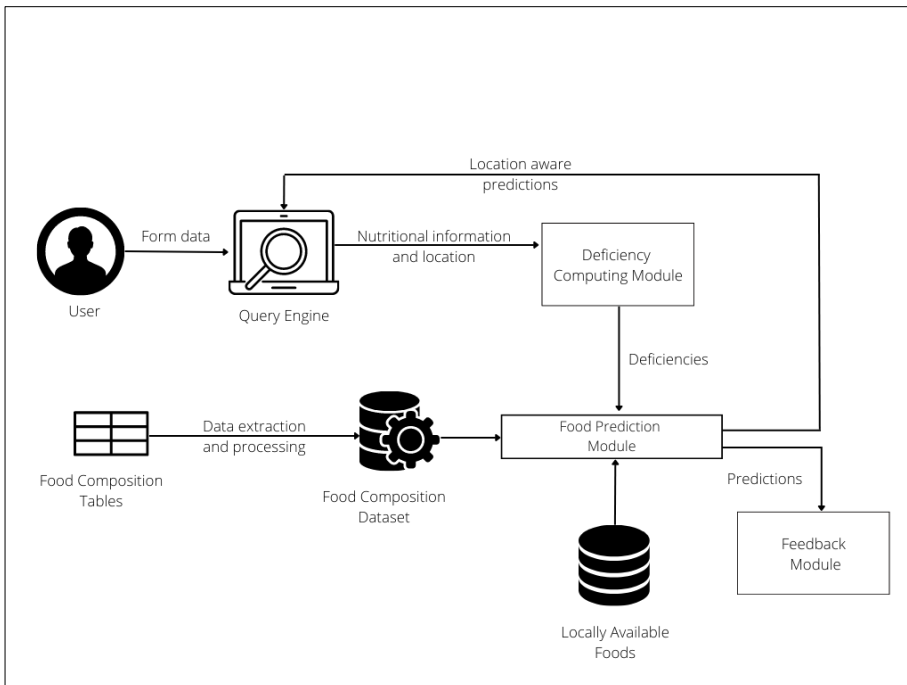 Location aware
predictions
Form data
Nutritional information
and location
Deficiency
Computing Module
User
Query Engine
Deficiencies
Data extraction
and processing
Food Prediction
Module
Food Composition
Tables
Food Composition
Dataset
Predictions
Feedback
Module
Locally Available
Foods